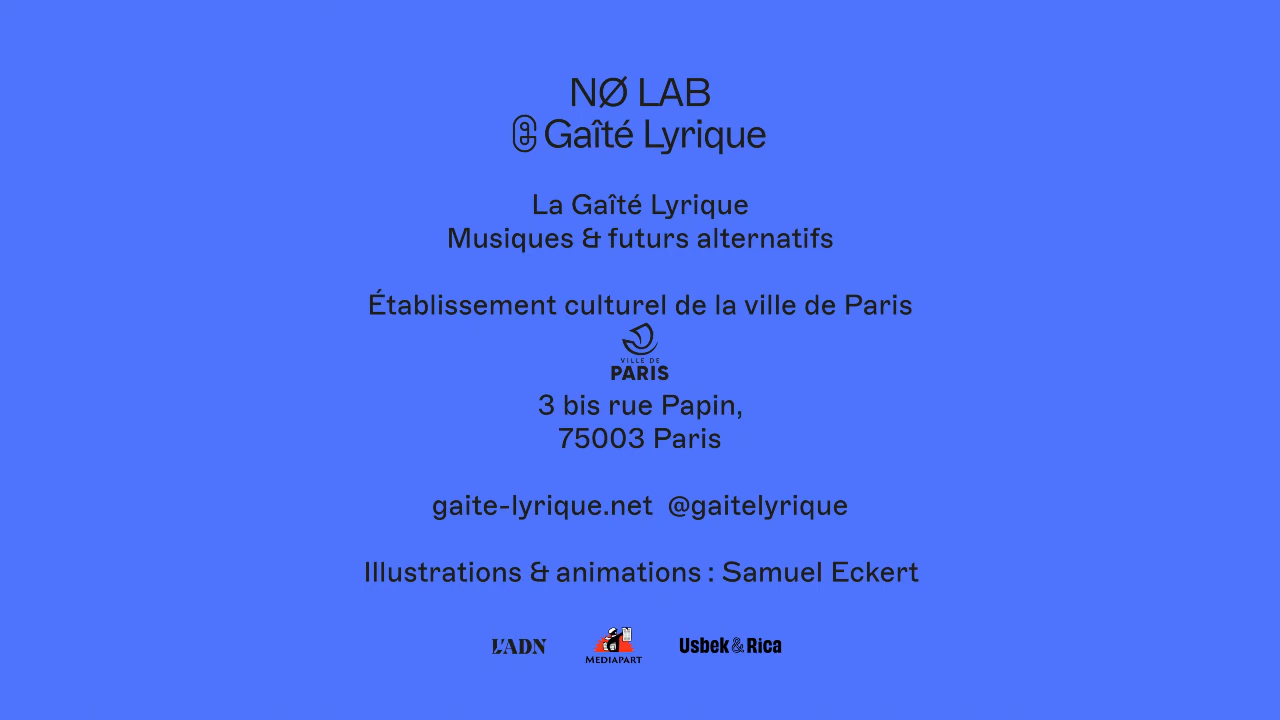 NØ LAB
Gaîté Lyrique
La Gaîté Lyrique
Musiques & futurs alternatifs
Établissement culturel de la ville de Paris
VILLE DE
PARIS
3 bis rue Papin,
75003 Paris
gaite-lyrique.net @gaitelyrique
Illustrations & animations : Samuel Eckert
L'ADN MEDIAPART Usbek & Rica